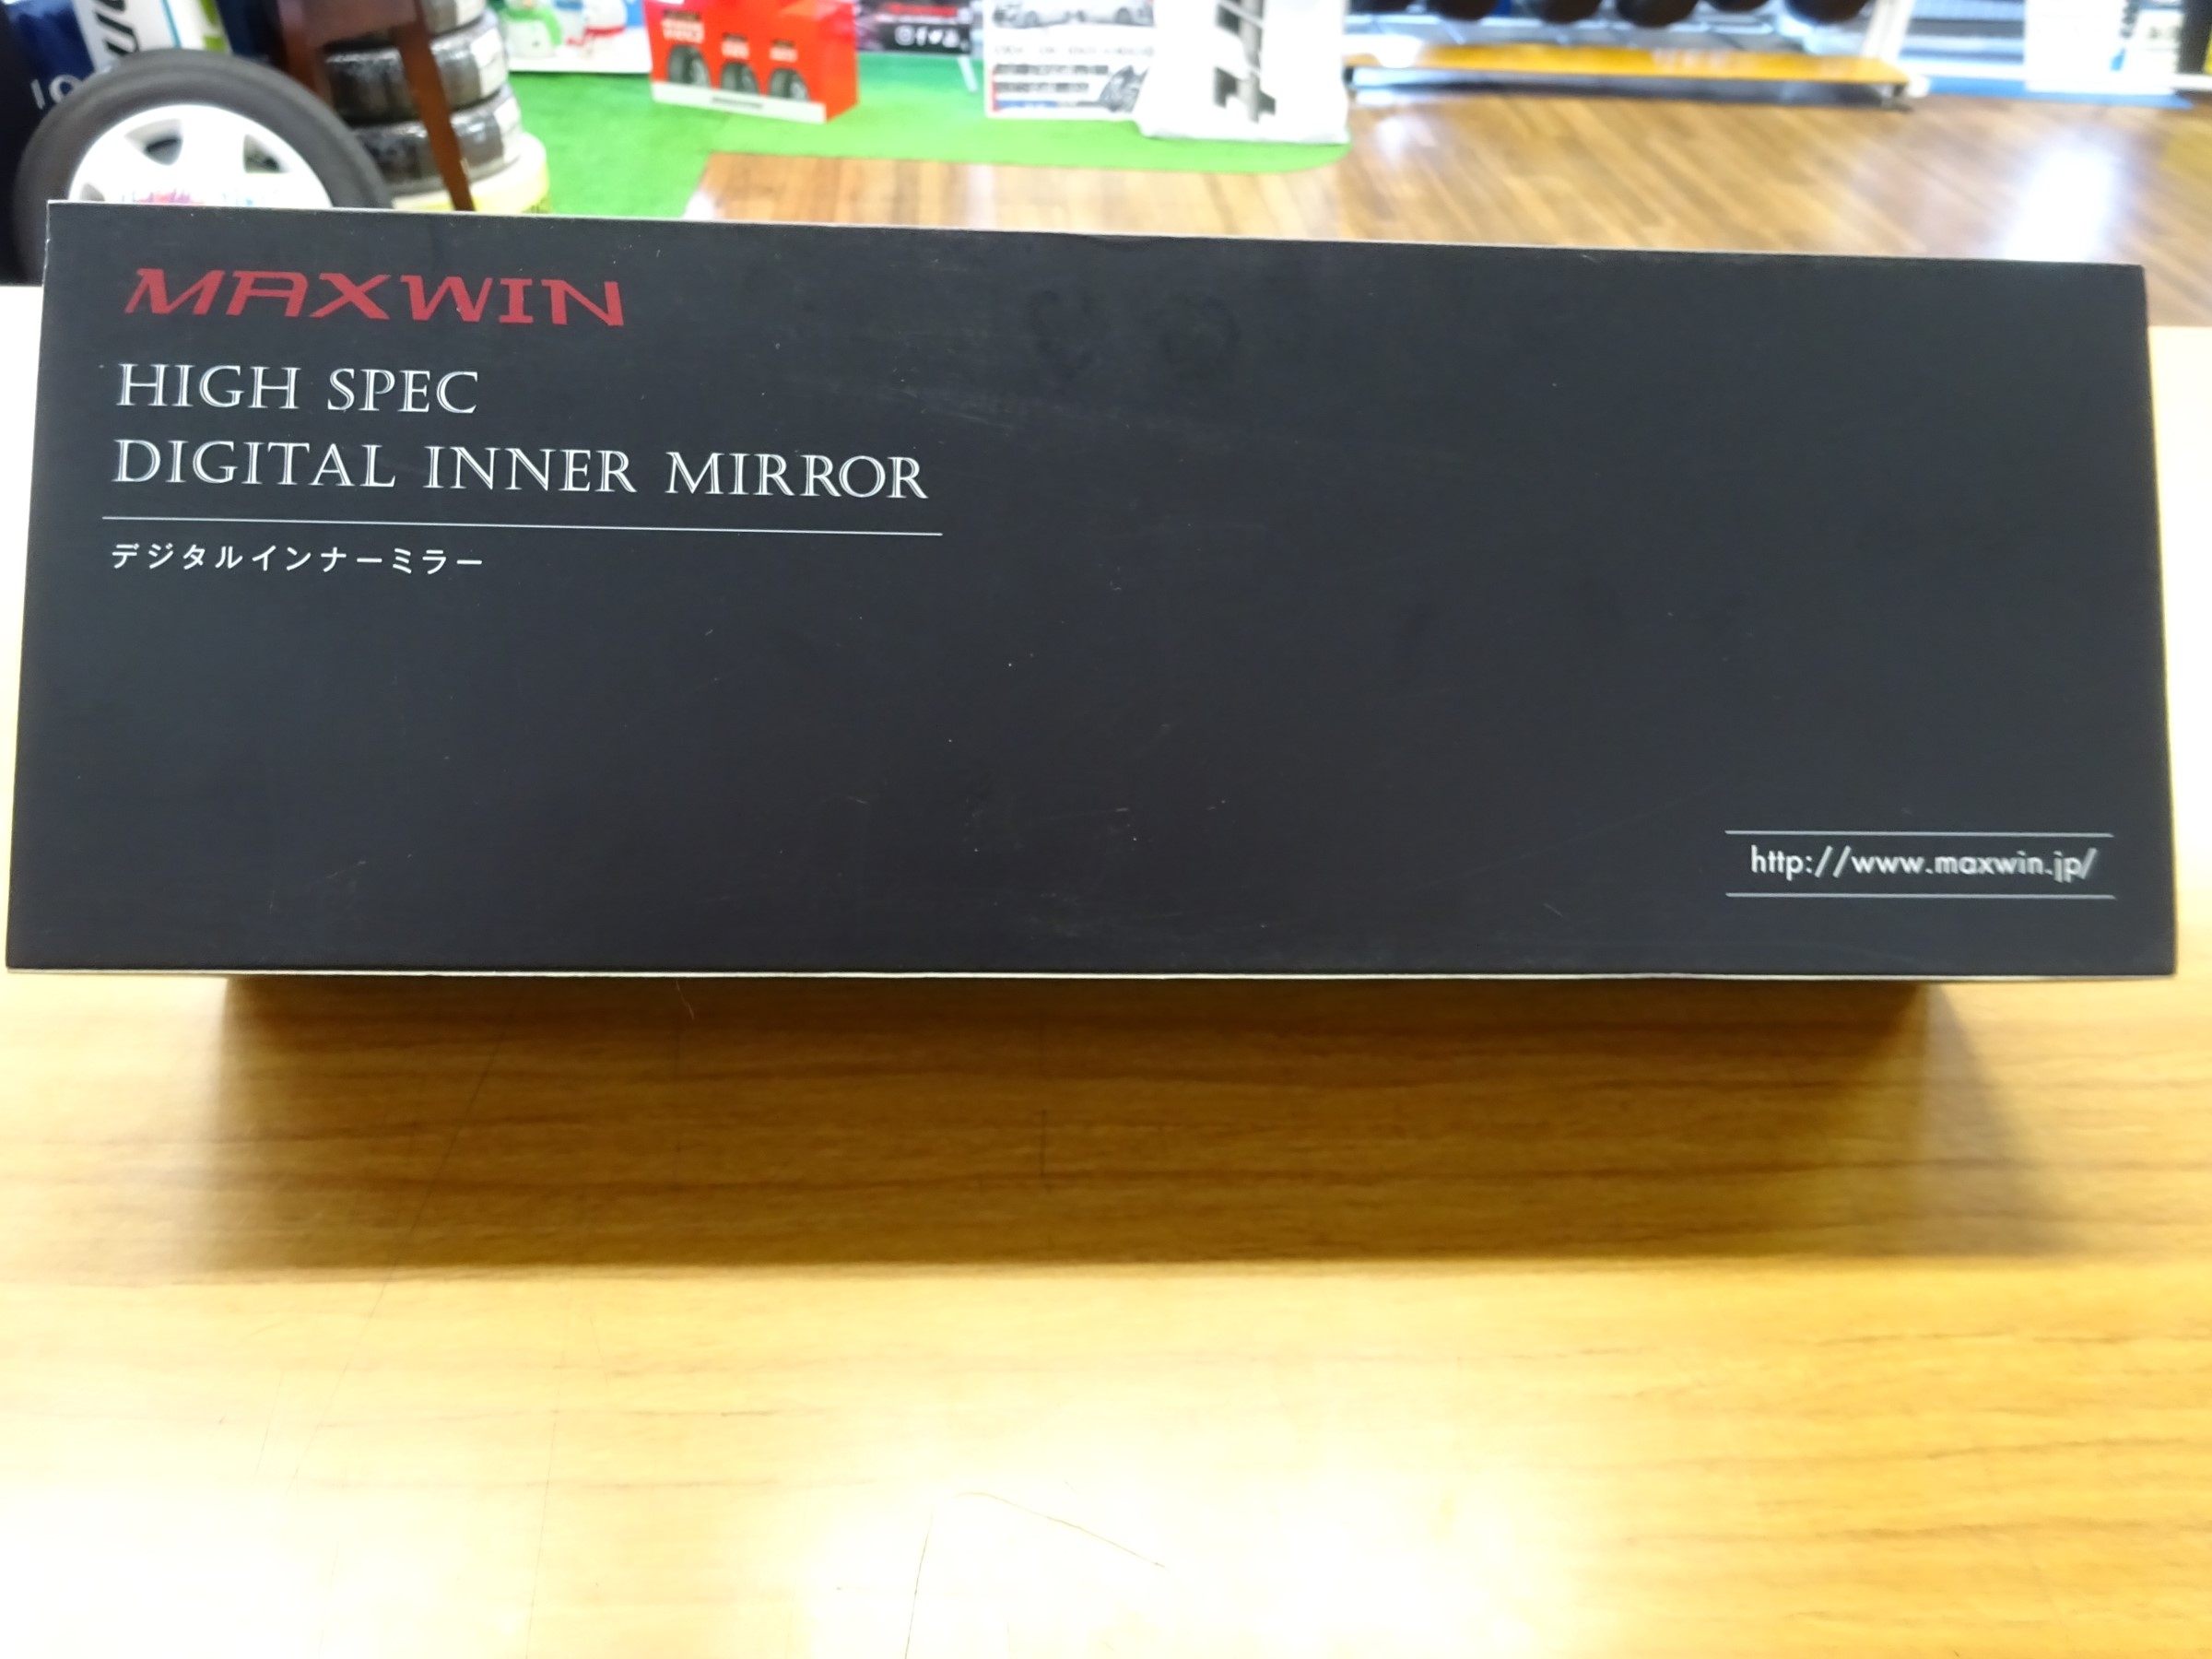 MAXWIN
HIGH SPEC
DIGITAL INNER MIRROR
デジタルインナーミラー
http://www.maxwin.jp/